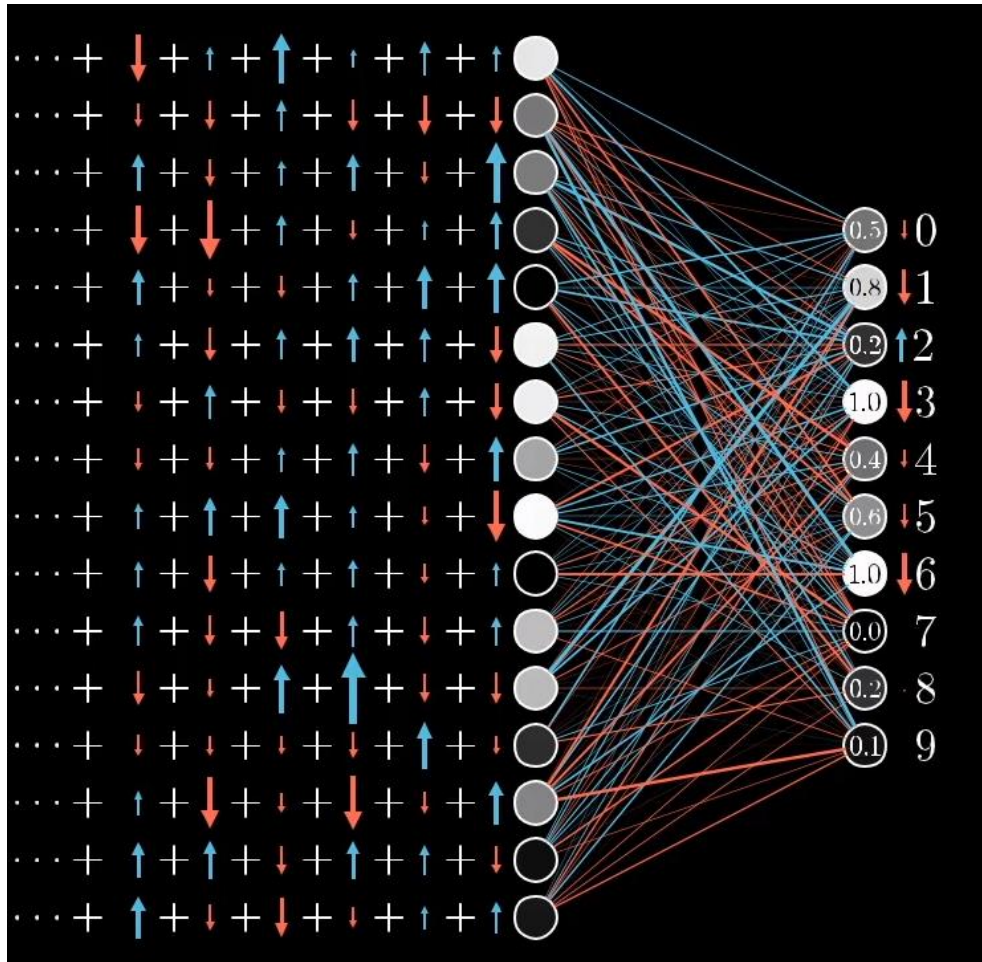 ··· + + + + + +
··· + + + + + +
··· + + + + + +
··· + + + + + +
0.5 0
··· + + + + + +
0.8 1
··· + + + + + +
0.2 2
··· + + + + + +
1.0 3
··· + + + + + +
0.4 4
··· + + + + + +
0.6 5
··· + + + + + +
1.0 6
··· + + + + + +
0.0 7
··· + + + + + +
0.2 8
··· + + + + + +
0.1 9
··· + + + + + +
··· + + + + + +
··· + + + + + +